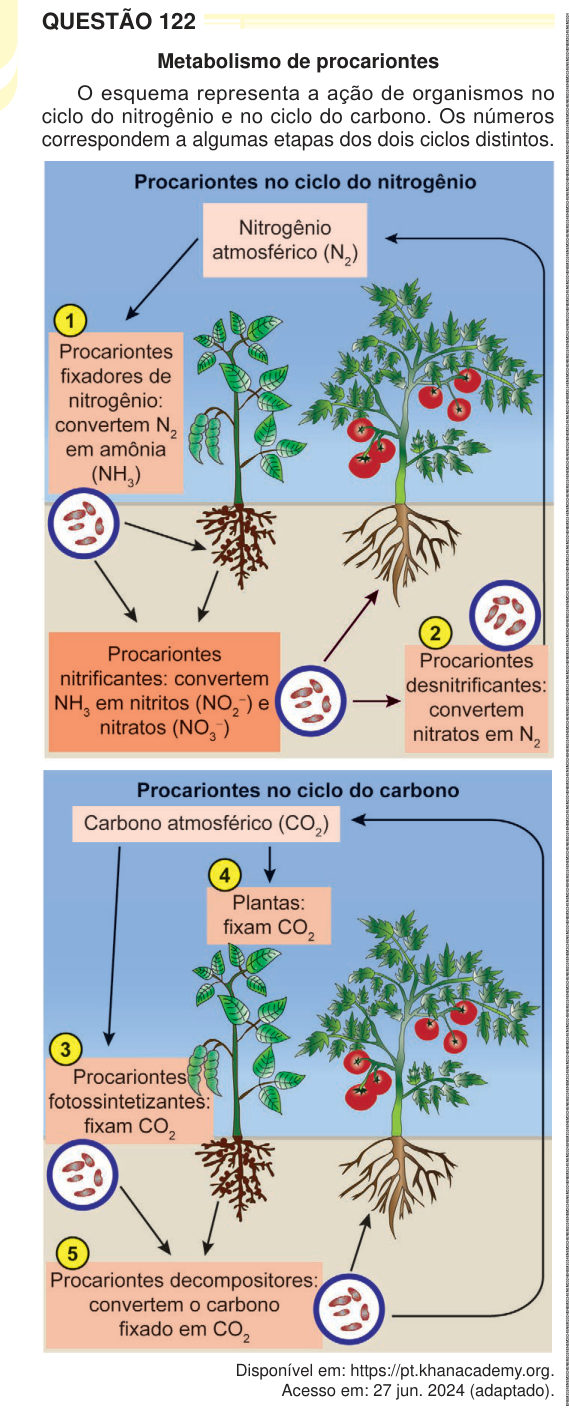 QUESTÃO 122
Metabolismo de procariontes
O esquema representa a ação de organismos no
ciclo do nitrogênio e no ciclo do carbono. Os números
correspondem a algumas etapas dos dois ciclos distintos.
Procariontes no ciclo do nitrogênio
Nitrogênio
atmosférico (N₂)
1
Procariontes
fixadores de
nitrogênio:
convertem N₂
em amônia
(NH₃)
Procariontes
nitrificantes: convertem
NH₃ em nitritos (NO₂⁻) e
nitratos (NO₃⁻)
2
Procariontes
desnitrificantes:
convertem
nitratos em N₂
Procariontes no ciclo do carbono
Carbono atmosférico (CO₂)
4
Plantas:
fixam CO₂
3
Procariontes
fotossintetizantes:
fixam CO₂
5
Procariontes decompositores:
convertem o carbono
fixado em CO₂
Disponível em: https://pt.khanacademy.org.
Acesso em: 27 jun. 2024 (adaptado).